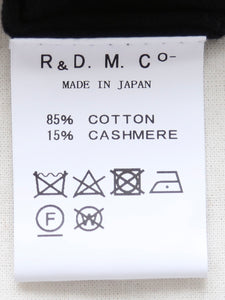 R&D.M.Co-
MADE IN JAPAN
85% COTTON
15% CASHMERE
F W